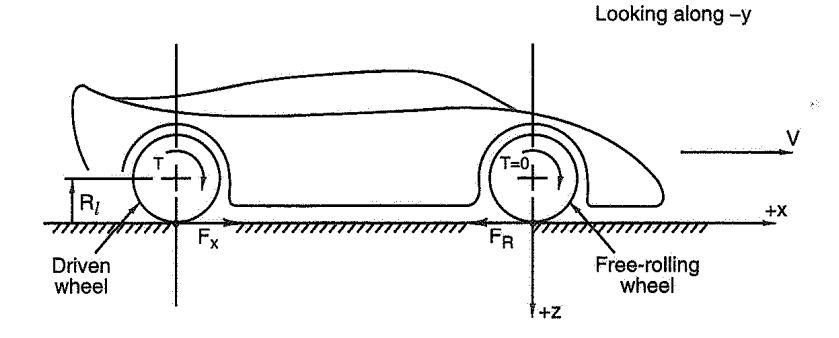 Looking along –y
V
T
T=0
R_l
+x
F_x
F_R
Driven
wheel
Free-rolling
wheel
+z